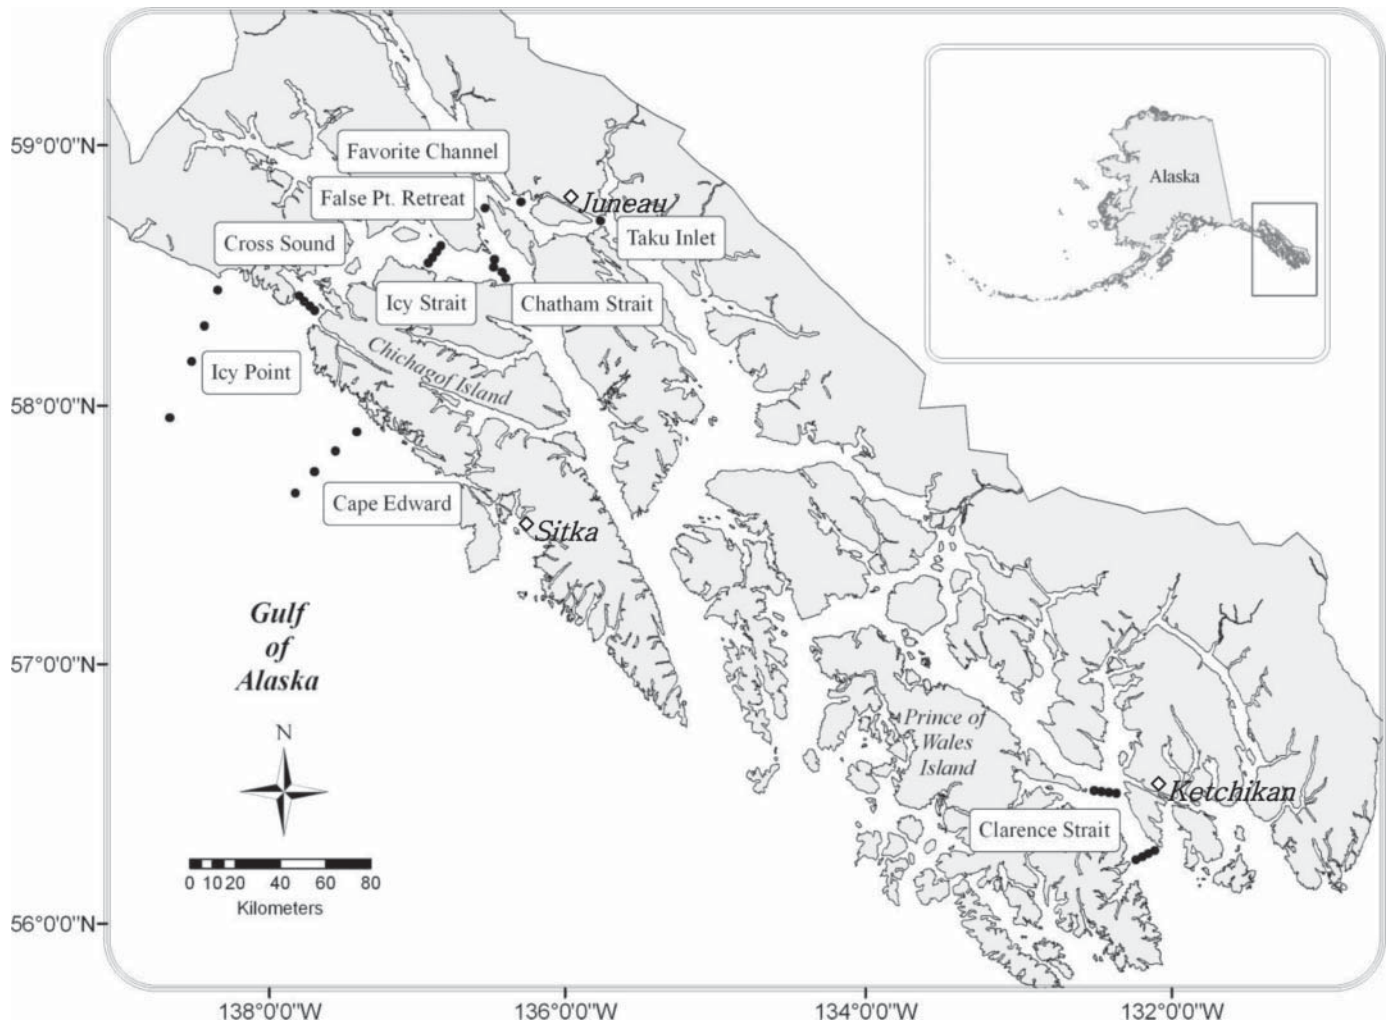 59°0'0"N
58°0'0"N
57°0'0"N
56°0'0"N
Favorite Channel
False Pt. Retreat
Juneau
Cross Sound
Taku Inlet
Icy Strait
Chatham Strait
Icy Point
Chichagof Island
Cape Edward
Sitka
Gulf
of
Alaska
N
0 10 20 40 60 80
Kilometers
Prince of
Wales
Island
Ketchikan
Clarence Strait
Alaska
138°0'0"W
136°0'0"W
134°0'0"W
132°0'0"W